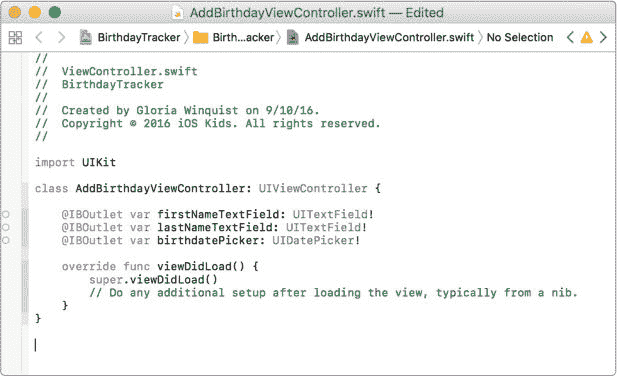 AddBirthdayViewController.swift — Edited
BirthdayTracker Birth...acker AddBirthdayViewController.swift No Selection
//
//  ViewController.swift
//  BirthdayTracker
//
//  Created by Gloria Winquist on 9/10/16.
//  Copyright © 2016 iOS Kids. All rights reserved.
//
import UIKit
class AddBirthdayViewController: UIViewController {
@IBOutlet var firstNameTextField: UITextField!
@IBOutlet var lastNameTextField: UITextField!
@IBOutlet var birthdatePicker: UIDatePicker!
override func viewDidLoad() {
super.viewDidLoad()
// Do any additional setup after loading the view, typically from a nib.
}
}